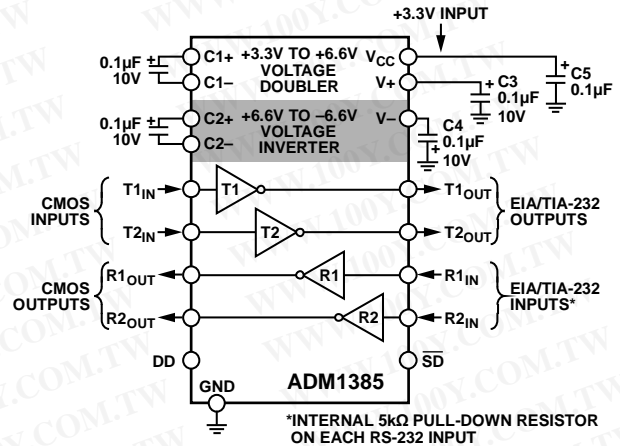 +3.3V INPUT
0.1µF
10V
C1+
C1–
+3.3V TO +6.6V
VOLTAGE
DOUBLER
VCC
V+
+
C3
0.1µF
10V
+
C5
0.1µF
+
0.1µF
10V
C2+
C2–
+6.6V TO –6.6V
VOLTAGE
INVERTER
V–
C4
0.1µF
10V
+
+
CMOS
INPUTS
T1IN
T2IN
T1
T2
T1OUT
T2OUT
EIA/TIA-232
OUTPUTS
CMOS
OUTPUTS
R1OUT
R2OUT
R1
R2
R1IN
R2IN
EIA/TIA-232
INPUTS*
DD
SD
GND
ADM1385
*INTERNAL 5kΩ PULL-DOWN RESISTOR
ON EACH RS-232 INPUT
WWW.100Y.COM.TW